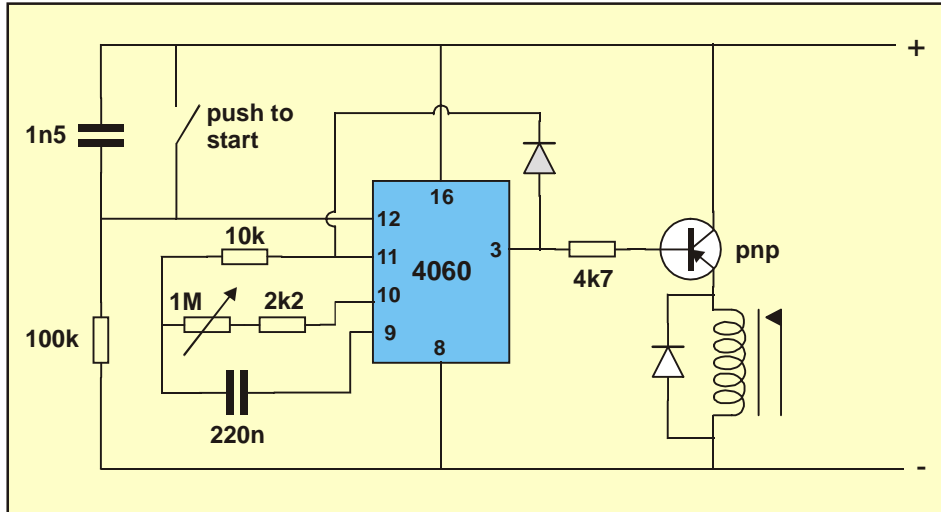 +
1n5
push to
start
16
12
10k
11
3
4060
pnp
4k7
1M
2k2
10
9
100k
8
220n
-